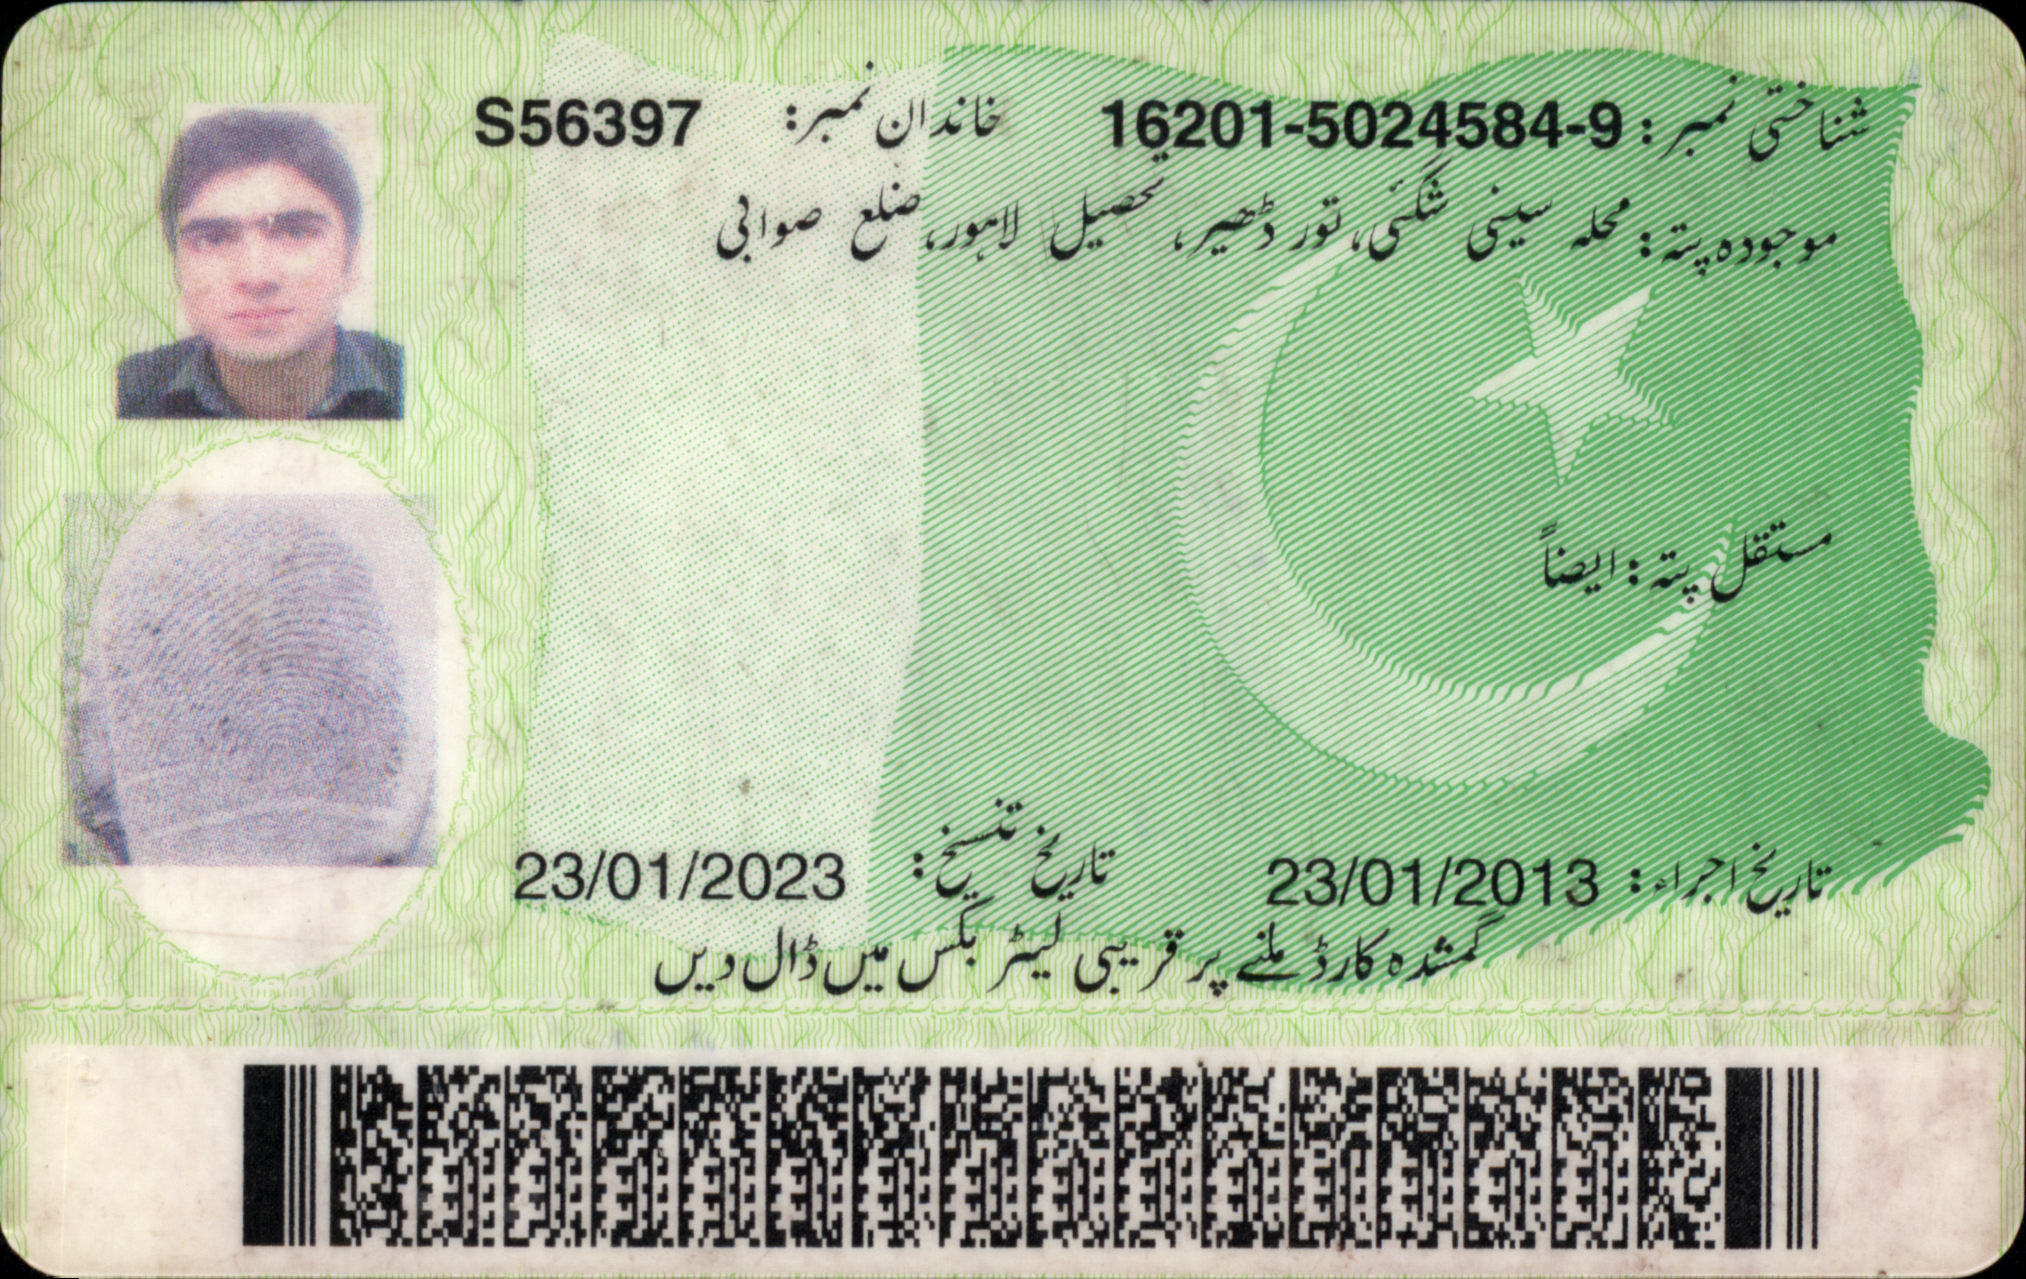 شناختی نمبر: 16201-5024584-9 خاندان نمبر: S56397
موجودہ پتہ: محلہ سینی شگئی، تور ڈھیر، تحصیل لاہور، ضلع صوابی
مستقل پتہ: ایضاً
تاریخ اجراء: 23/01/2013 تاریخ تنسیخ: 23/01/2023
گمشدہ کارڈ ملنے پر قریبی لیٹر بکس میں ڈال دیں